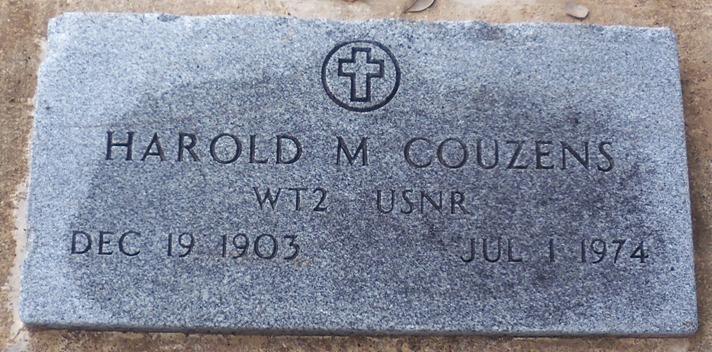 HAROLD M COUZENS
WT2 USNR
DEC 19 1903 JUL 1 1974